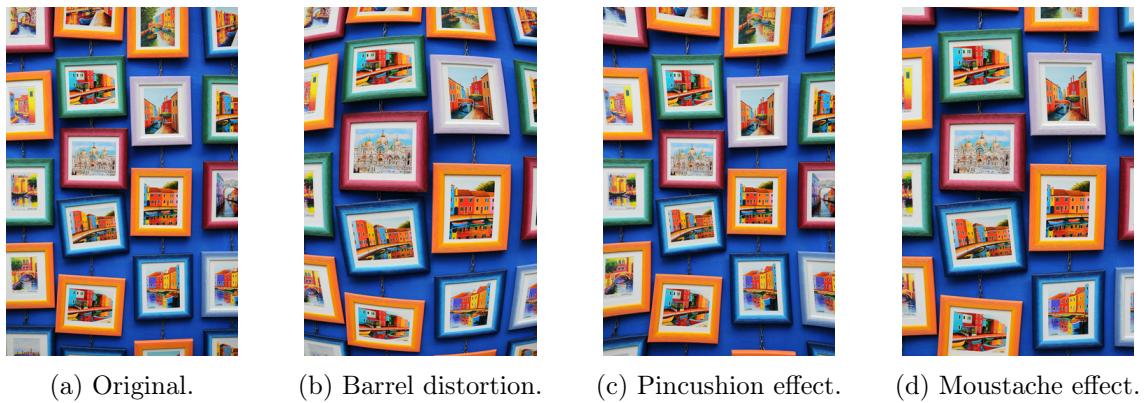 (a) Original.
(b) Barrel distortion.
(c) Pincushion effect.
(d) Moustache effect.